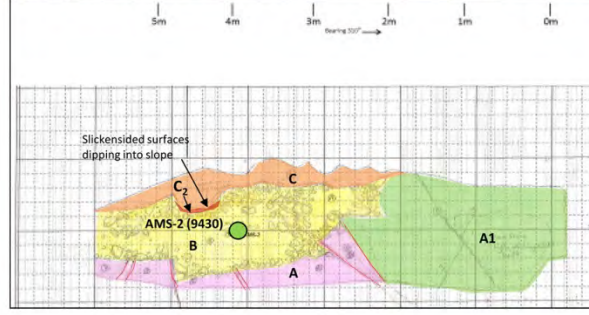 5m 4m 3m 2m 1m 0m
Bearing 310°
Slickensided surfaces
dipping into slope
C2
C
AMS-2 (9430)
B
A1
A